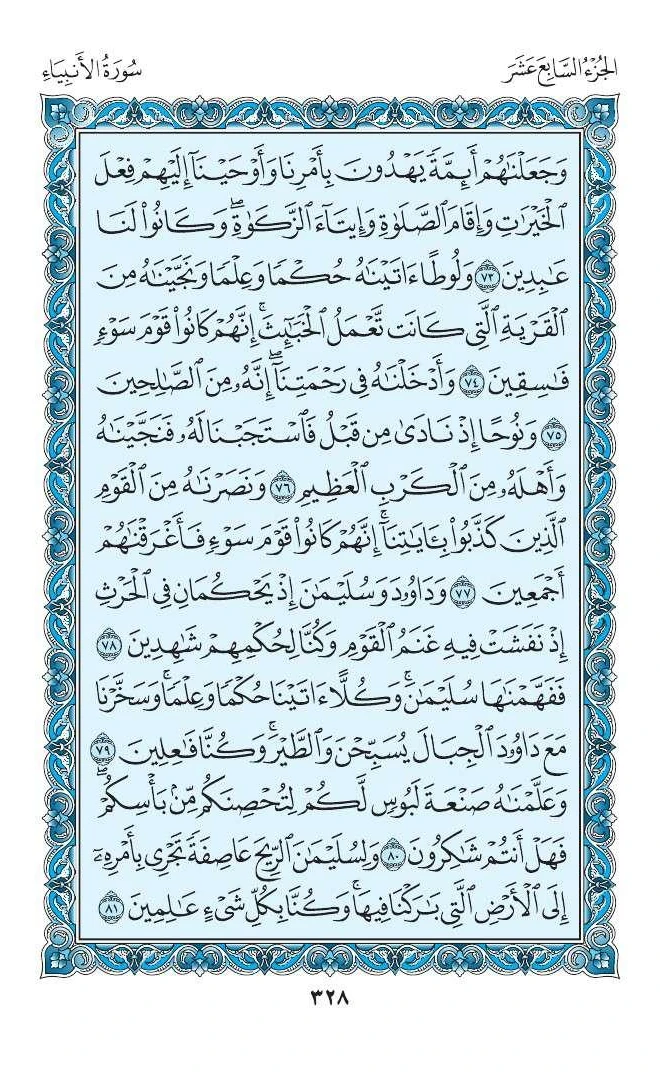 الجُزْءُ السَّابِعَ عَشَرَ
سُورَةُ الأَنبِيَاءِ
وَجَعَلْنَٰهُمْ أَئِمَّةً يَهْدُونَ بِأَمْرِنَا وَأَوْحَيْنَآ إِلَيْهِمْ فِعْلَ
ٱلْخَيْرَٰتِ وَإِقَامَ ٱلصَّلَوٰةِ وَإِيتَآءَ ٱلزَّكَوٰةِۖ وَكَانُوا۟ لَنَا
عَٰبِدِينَ ٧٣ وَلُوطًا ءَاتَيْنَٰهُ حُكْمًا وَعِلْمًا وَنَجَّيْنَٰهُ مِنَ
ٱلْقَرْيَةِ ٱلَّتِى كَانَت تَّعْمَلُ ٱلْخَبَٰٓئِثَۗ إِنَّهُمْ كَانُوا۟ قَوْمَ سَوْءٍ
فَٰسِقِينَ ٧٤ وَأَدْخَلْنَٰهُ فِى رَحْمَتِنَآۖ إِنَّهُۥ مِنَ ٱلصَّٰلِحِينَ
٧٥ وَنُوحًا إِذْ نَادَىٰ مِن قَبْلُ فَٱسْتَجَبْنَا لَهُۥ فَنَجَّيْنَٰهُ
وَأَهْلَهُۥ مِنَ ٱلْكَرْبِ ٱلْعَظِيمِ ٧٦ وَنَصَرْنَٰهُ مِنَ ٱلْقَوْمِ
ٱلَّذِينَ كَذَّبُوا۟ بِـَٔايَٰتِنَآۚ إِنَّهُمْ كَانُوا۟ قَوْمَ سَوْءٍ فَأَغْرَقْنَٰهُمْ
أَجْمَعِينَ ٧٧ وَدَاوُۥدَ وَسُلَيْمَٰنَ إِذْ يَحْكُمَانِ فِى ٱلْحَرْثِ
إِذْ نَفَشَتْ فِيهِ غَنَمُ ٱلْقَوْمِ وَكُنَّا لِحُكْمِهِمْ شَٰهِدِينَ ٧٨
فَفَهَّمْنَٰهَا سُلَيْمَٰنَۚ وَكُلًّا ءَاتَيْنَا حُكْمًا وَعِلْمًاۚ وَسَخَّرْنَا
مَعَ دَاوُۥدَ ٱلْجِبَالَ يُسَبِّحْنَ وَٱلطَّيْرَۚ وَكُنَّا فَٰعِلِينَ ٧٩
وَعَلَّمْنَٰهُ صَنْعَةَ لَبُوسٍ لَّكُمْ لِتُحْصِنَكُم مِّنۢ بَأْسِكُمْۖ
فَهَلْ أَنتُمْ شَٰكِرُونَ ٨٠ وَلِسُلَيْمَٰنَ ٱلرِّيحَ عَاصِفَةً تَجْرِى بِأَمْرِهِۦٓ
إِلَى ٱلْأَرْضِ ٱلَّتِى بَٰرَكْنَا فِيهَاۚ وَكُنَّا بِكُلِّ شَىْءٍ عَٰلِمِينَ ٨١
٣٢٨